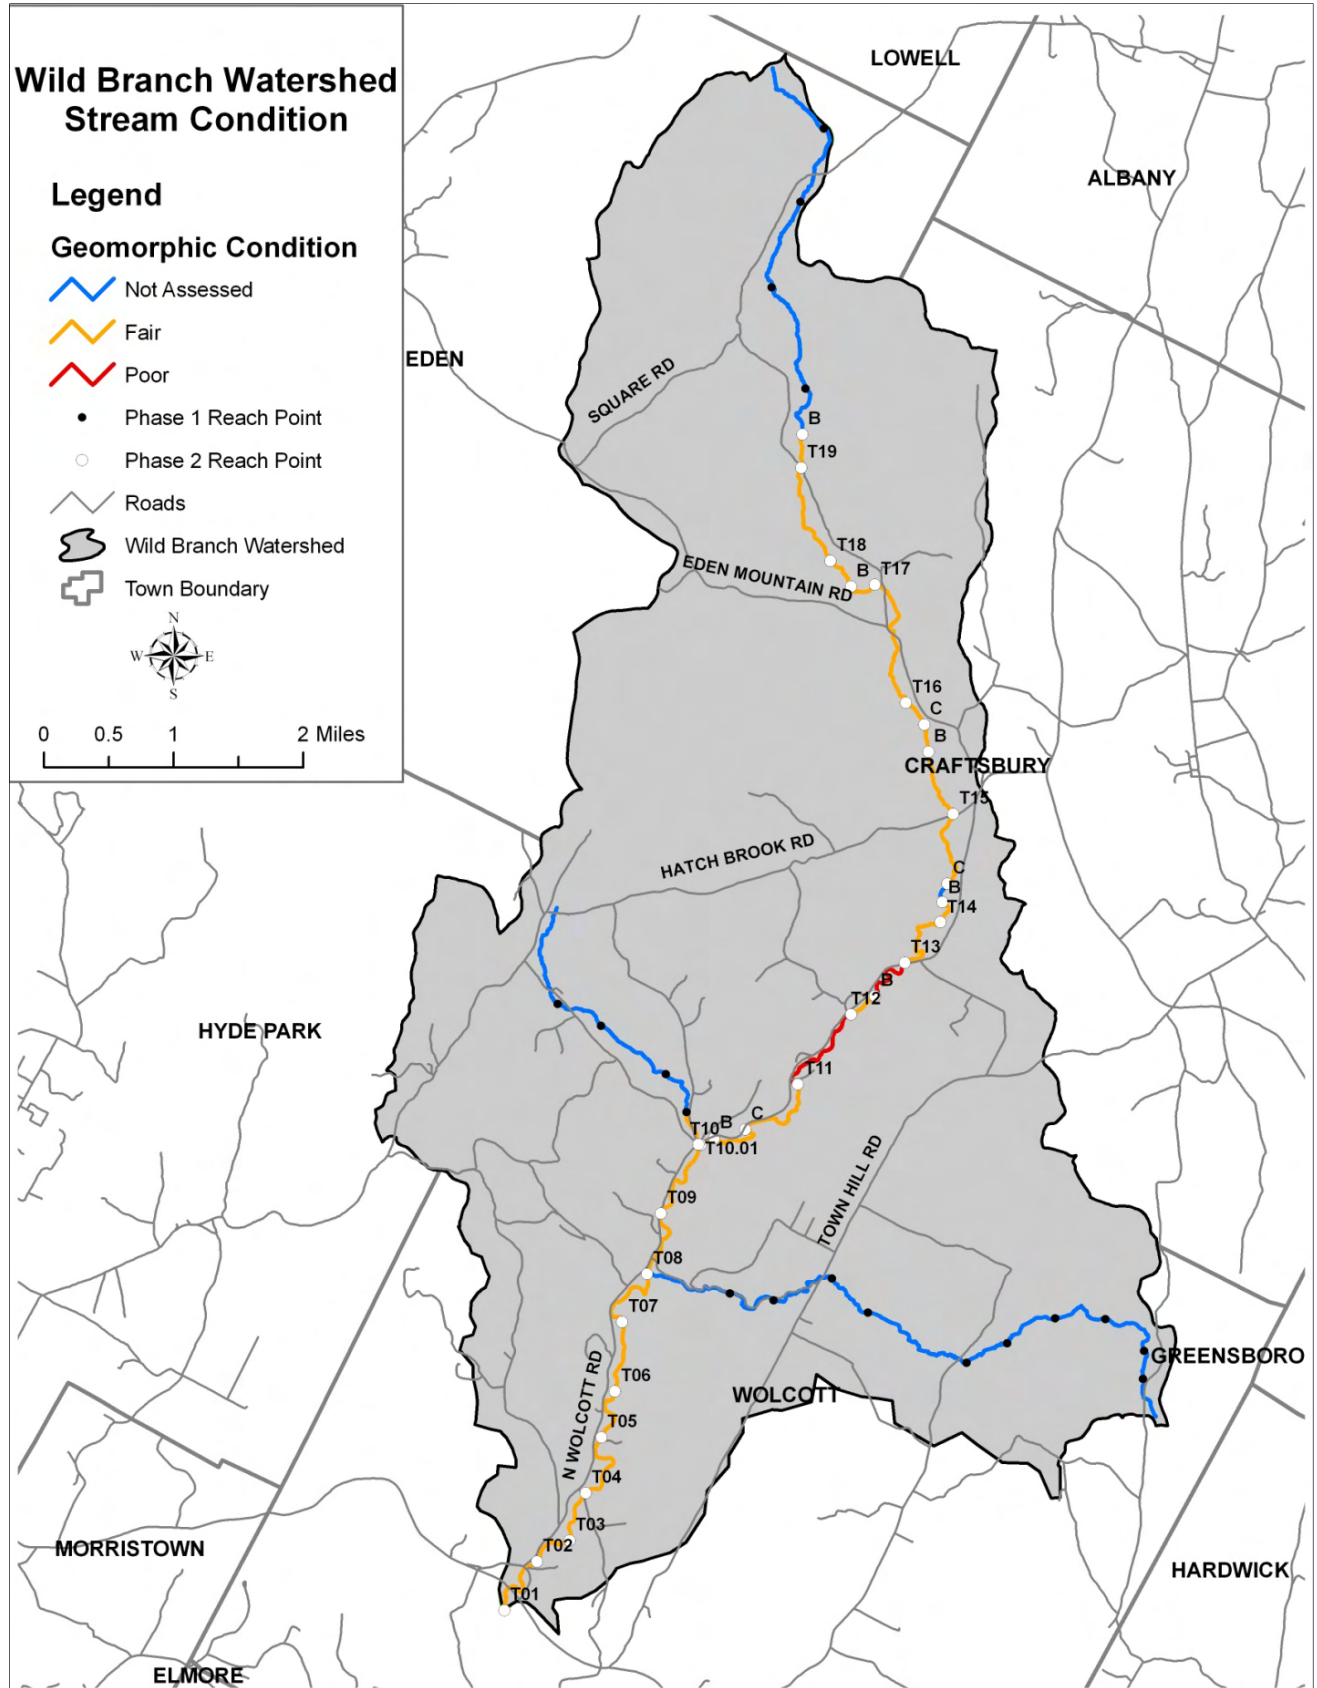 Wild Branch Watershed
Stream Condition
Legend
Geomorphic Condition
Not Assessed
Fair
Poor
Phase 1 Reach Point
Phase 2 Reach Point
Roads
Wild Branch Watershed
Town Boundary
N
W E
S
0 0.5 1 2 Miles
LOWELL
ALBANY
EDEN
SQUARE RD
B
T19
T18
EDEN MOUNTAIN RD
B
T17
T16
C
B
CRAFTSBURY
T15
HATCH BROOK RD
C
B
T14
T13
B
T12
HYDE PARK
T11
C
B
T10
T10.01
TOWN HILL RD
T09
T08
T07
GREENSBORO
T06
WOLCOTT
N WOLCOTT RD
T05
T04
T03
T02
MORRISTOWN
HARDWICK
T01
ELMORE